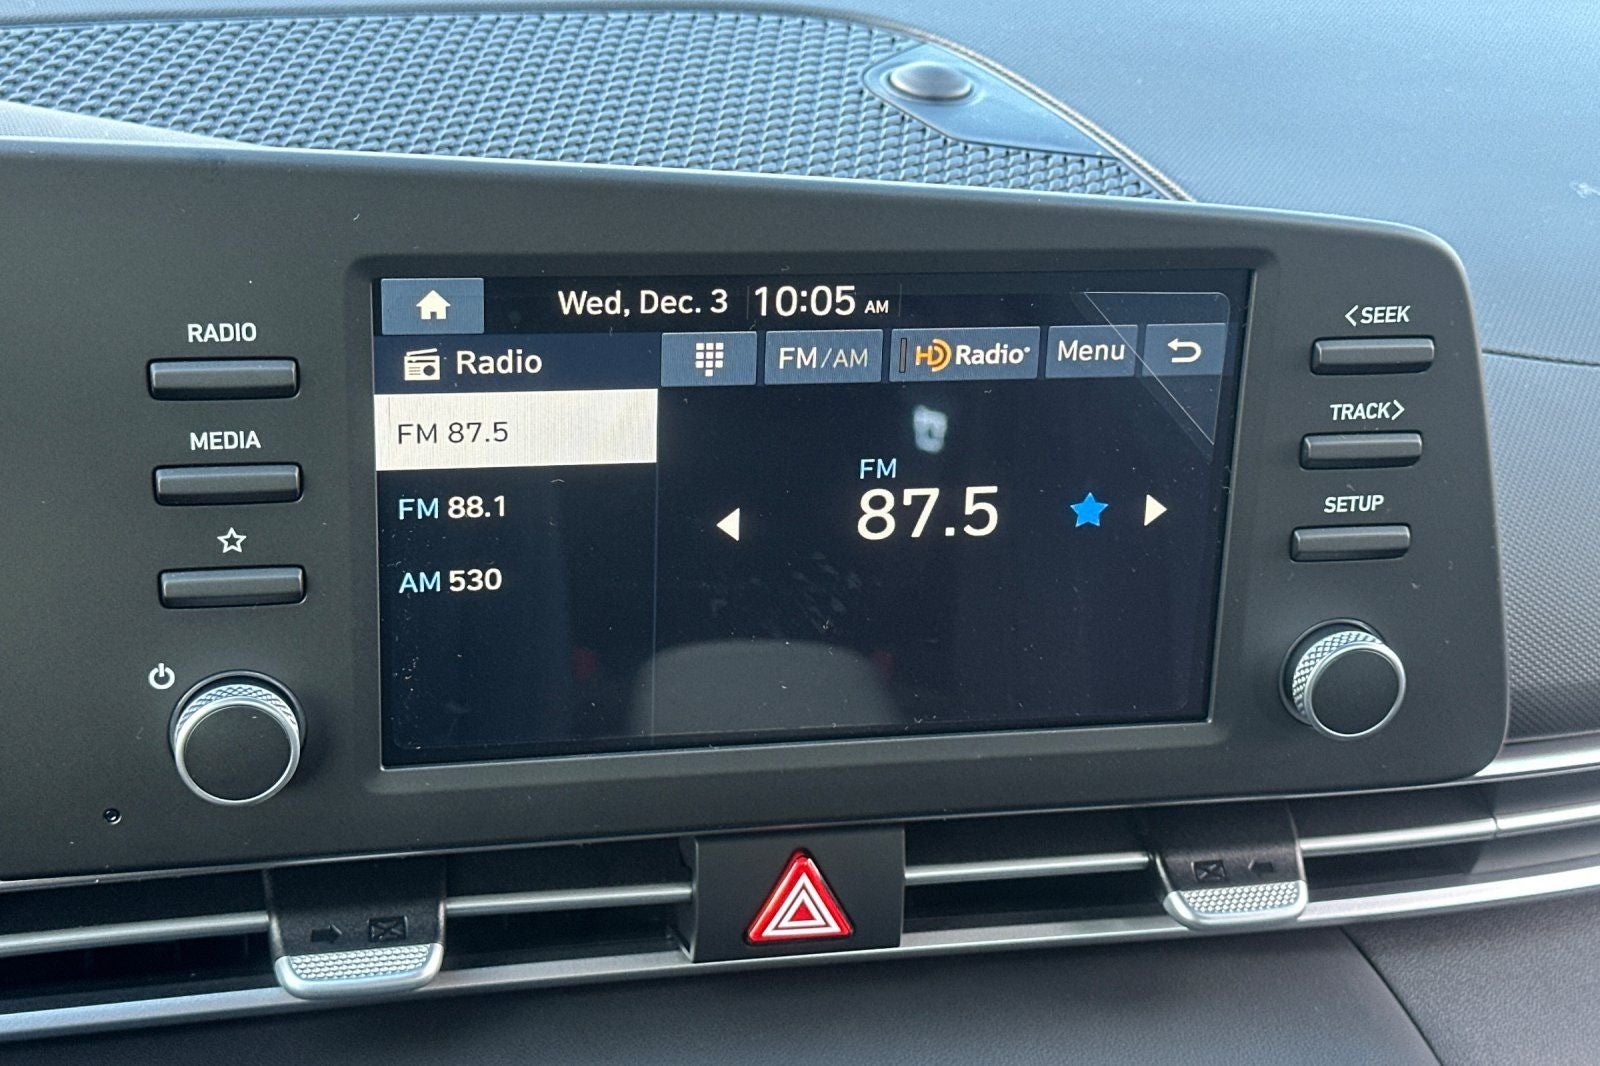 RADIO
MEDIA
Wed, Dec. 3 10:05 AM
Radio
FM/AM
HD Radio
Menu
FM 87.5
FM 88.1
AM 530
FM
87.5
<SEEK
TRACK>
SETUP